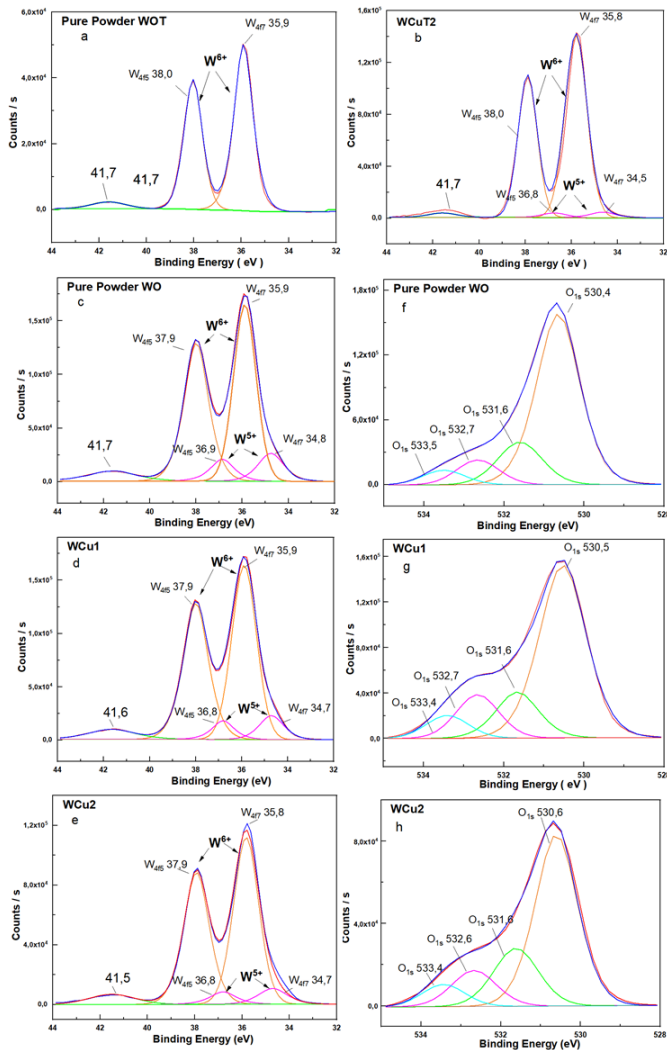 Pure Powder WOT
a
6,0x10⁴
4,0x10⁴
2,0x10⁴
0,0
Counts / s
W4f7 35,9
W⁶⁺
W4f5 38,0
41,7
41,7
44 42 40 38 36 34 32
Binding Energy ( eV )
WCuT2
b
1,6x10⁵
1,2x10⁵
8,0x10⁴
4,0x10⁴
0,0
Counts / s
W4f7 35,8
W⁶⁺
W4f5 38,0
W4f5 36,8
W⁵⁺
W4f7 34,5
41,7
44 42 40 38 36 34 32
Binding Energy ( eV )
Pure Powder WO
c
1,5x10⁵
1,0x10⁵
5,0x10⁴
0,0
Counts / s
W4f7 35,9
W⁶⁺
W4f5 37,9
W4f5 36,9
W⁵⁺
W4f7 34,8
41,7
44 42 40 38 36 34 32
Binding Energy (eV)
Pure Powder WO
f
1,8x10⁵
1,2x10⁵
6,0x10⁴
0,0
Counts / s
O1s 530,4
O1s 531,6
O1s 532,7
O1s 533,5
534 532 530 528
Binding Energy ( eV )
WCu1
d
1,5x10⁵
1,0x10⁵
5,0x10⁴
0,0
Counts / s
W4f7 35,9
W⁶⁺
W4f5 37,9
W4f5 36,8
W⁵⁺
W4f7 34,7
41,6
44 42 40 38 36 34 32
Binding Energy (eV)
WCu1
g
1,6x10⁵
1,2x10⁵
8,0x10⁴
4,0x10⁴
0,0
Counts / s
O1s 530,5
O1s 531,6
O1s 532,7
O1s 533,4
534 532 530 528
Binding Energy ( eV )
WCu2
e
1,2x10⁵
8,0x10⁴
4,0x10⁴
0,0
Counts / s
W4f7 35,8
W⁶⁺
W4f5 37,9
W4f5 36,8
W⁵⁺
W4f7 34,7
41,5
44 42 40 38 36 34 32
Binding Energy (eV)
WCu2
h
8,0x10⁴
4,0x10⁴
0,0
Counts / s
O1s 530,6
O1s 531,6
O1s 532,6
O1s 533,4
534 532 530 528
Binding Energy ( eV )